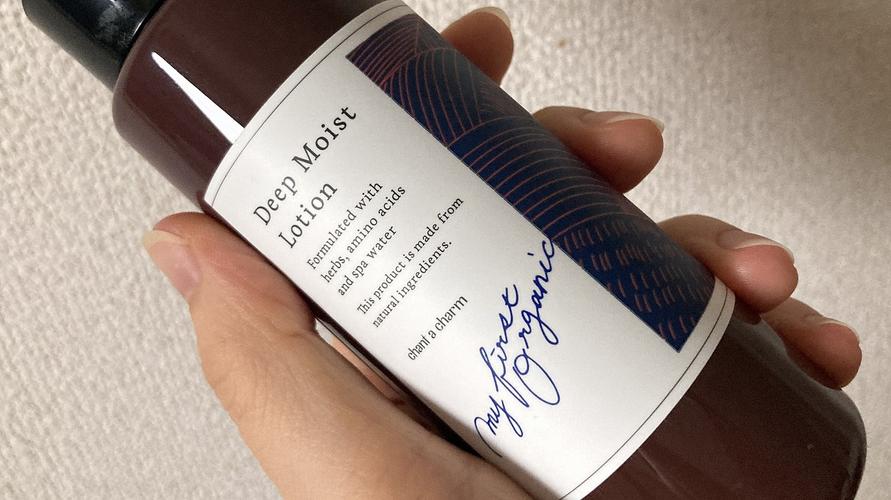 Deep Moist
Lotion
Formulated with
herbs, amino acids
and spa water
This product is made from
natural ingredients.
chant a charm
my first
Organic